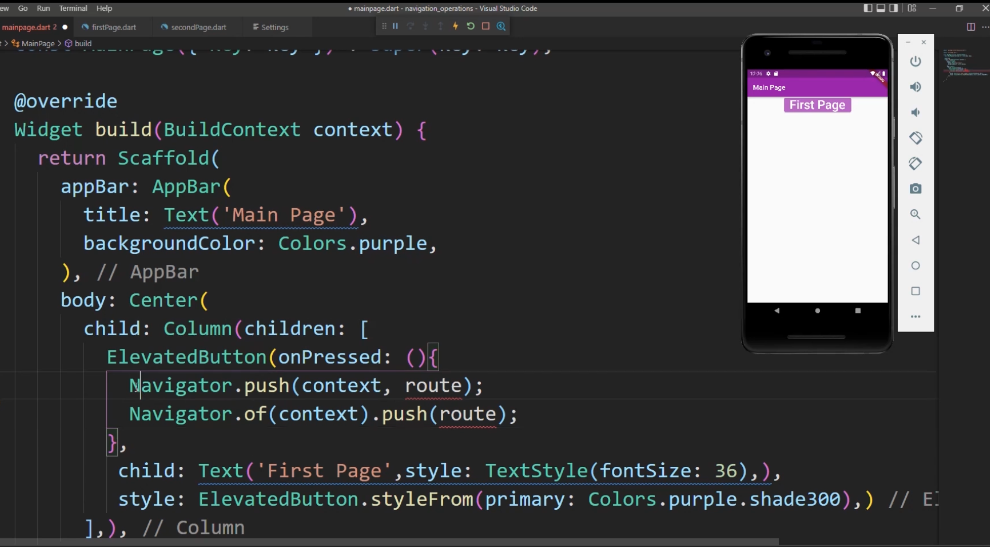 ew Go Run Terminal Help
● mainpage.dart - navigation_operations - Visual Studio Code
mainpage.dart 2 ● firstPage.dart secondPage.dart Settings
t > MainPage > build
@override
Widget build(BuildContext context) {
return Scaffold(
appBar: AppBar(
title: Text('Main Page'),
backgroundColor: Colors.purple,
), // AppBar
body: Center(
child: Column(children: [
ElevatedButton(onPressed: (){
Navigator.push(context, route);
Navigator.of(context).push(route);
},
child: Text('First Page',style: TextStyle(fontSize: 36),),
style: ElevatedButton.styleFrom(primary: Colors.purple.shade300),) // El
],), // Column
Main Page
First Page